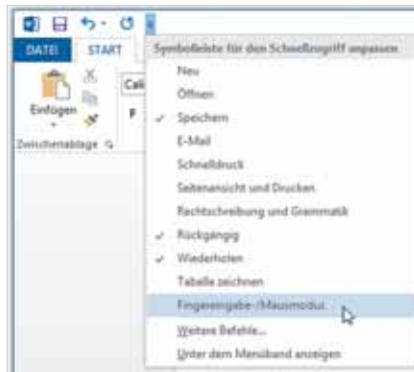 DATEI START
Symbolleiste für den Schnellzugriff anpassen
Neu
Öffnen
Speichern
E-Mail
Schnelldruck
Seitenansicht und Drucken
Rechtschreibung und Grammatik
Rückgängig
Wiederholen
Tabelle zeichnen
Fingereingabe-/Mausmodus
Weitere Befehle...
Unter dem Menüband anzeigen
Einfügen
Zwischenablage
Cali
F